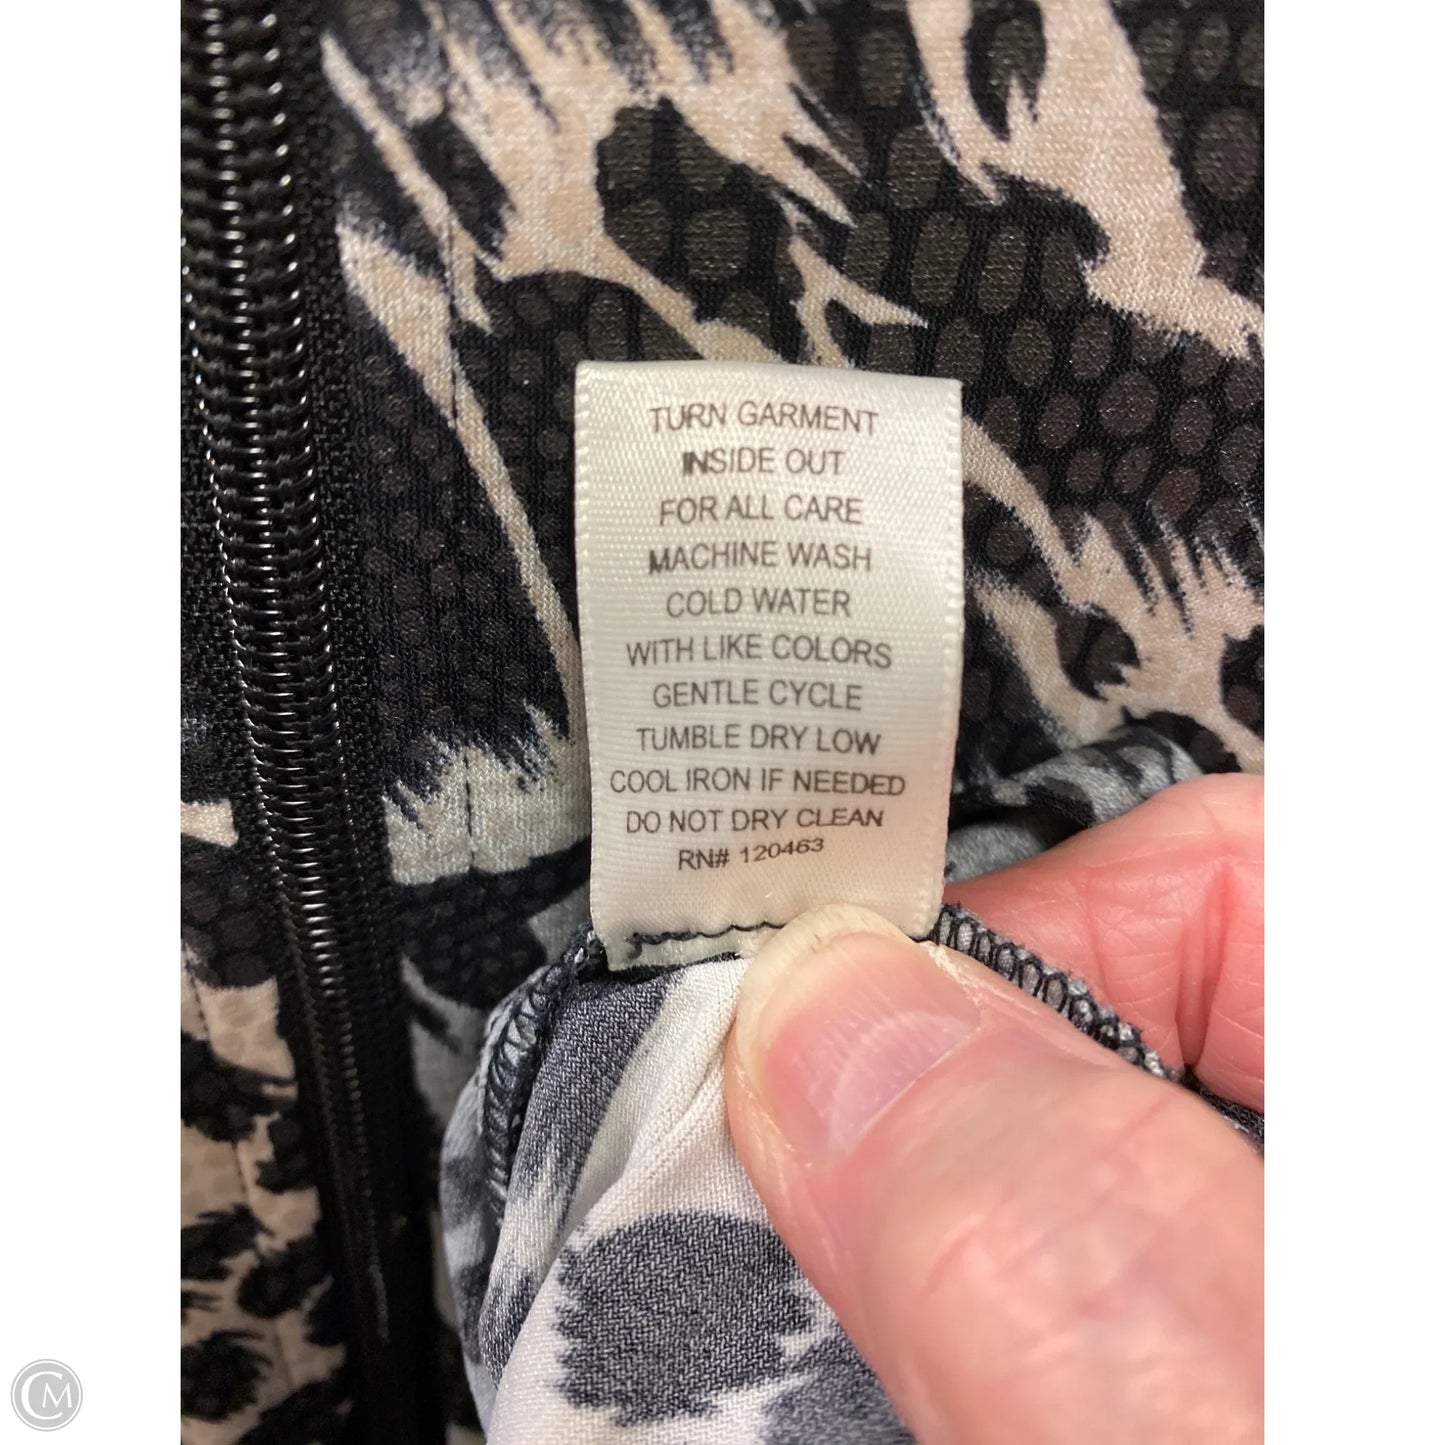 TURN GARMENT
INSIDE OUT
FOR ALL CARE
MACHINE WASH
COLD WATER
WITH LIKE COLORS
GENTLE CYCLE
TUMBLE DRY LOW
COOL IRON IF NEEDED
DO NOT DRY CLEAN
RN# 120463
CM